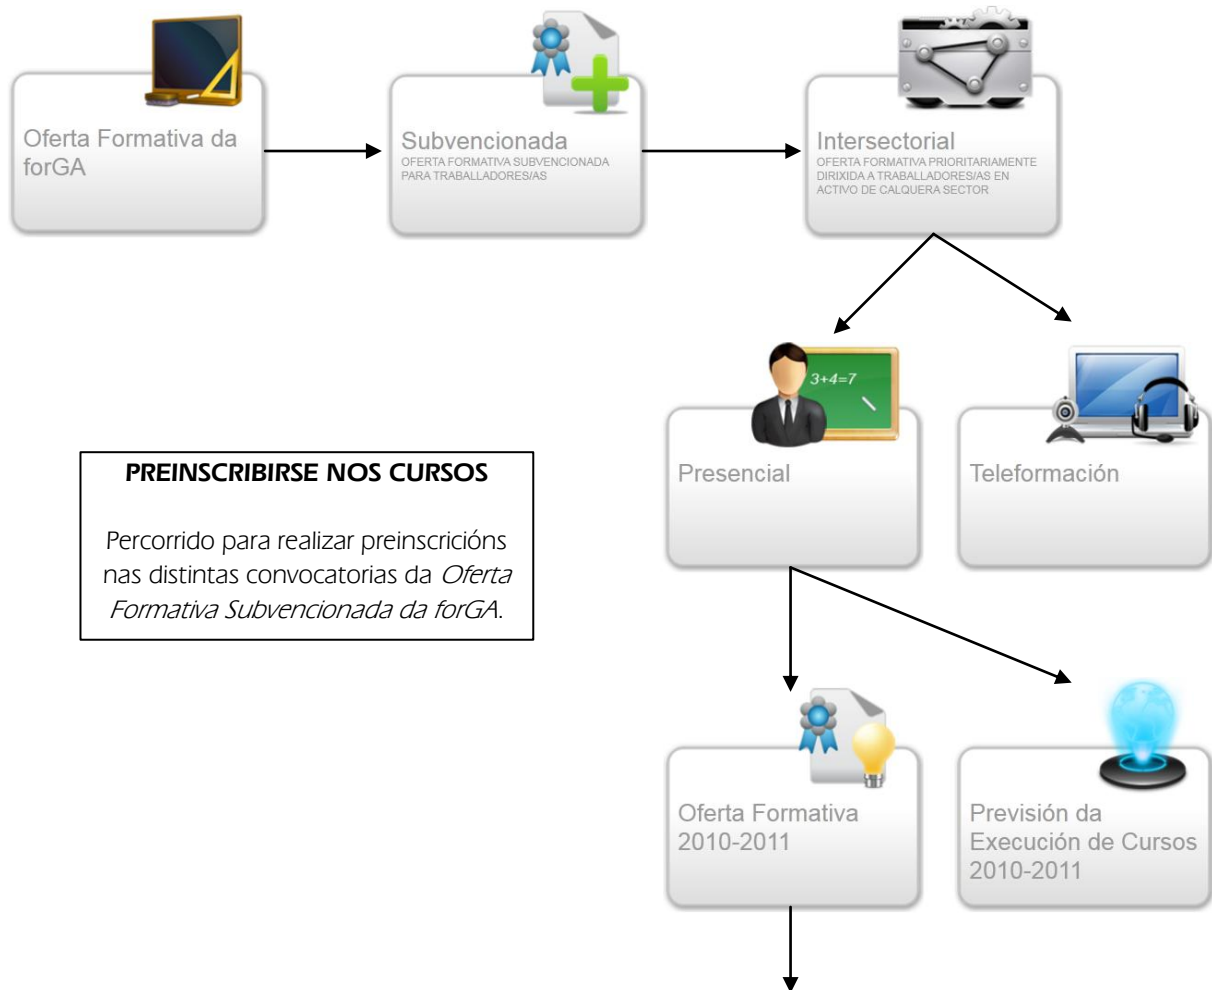 Oferta Formativa da
forGA
Subvencionada
OFERTA FORMATIVA SUBVENCIONADA
PARA TRABALLADORES/AS
Intersectorial
OFERTA FORMATIVA PRIORITARIAMENTE
DIRIXIDA A TRABALLADORES/AS EN
ACTIVO DE CALQUERA SECTOR
3+4=7
Presencial
Teleformación
PREINSCRIBIRSE NOS CURSOS
Percorrido para realizar preinscricións
nas distintas convocatorias da Oferta
Formativa Subvencionada da forGA.
Oferta Formativa
2010-2011
Previsión da
Execución de Cursos
2010-2011